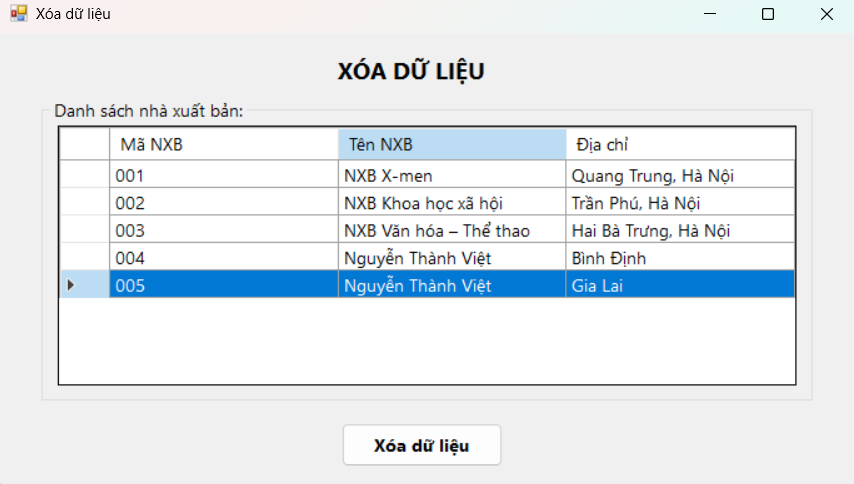 Xóa dữ liệu
XÓA DỮ LIỆU
Danh sách nhà xuất bản:
Mã NXB Tên NXB Địa chỉ
001 NXB X-men Quang Trung, Hà Nội
002 NXB Khoa học xã hội Trần Phú, Hà Nội
003 NXB Văn hóa – Thể thao Hai Bà Trưng, Hà Nội
004 Nguyễn Thành Việt Bình Định
005 Nguyễn Thành Việt Gia Lai
Xóa dữ liệu